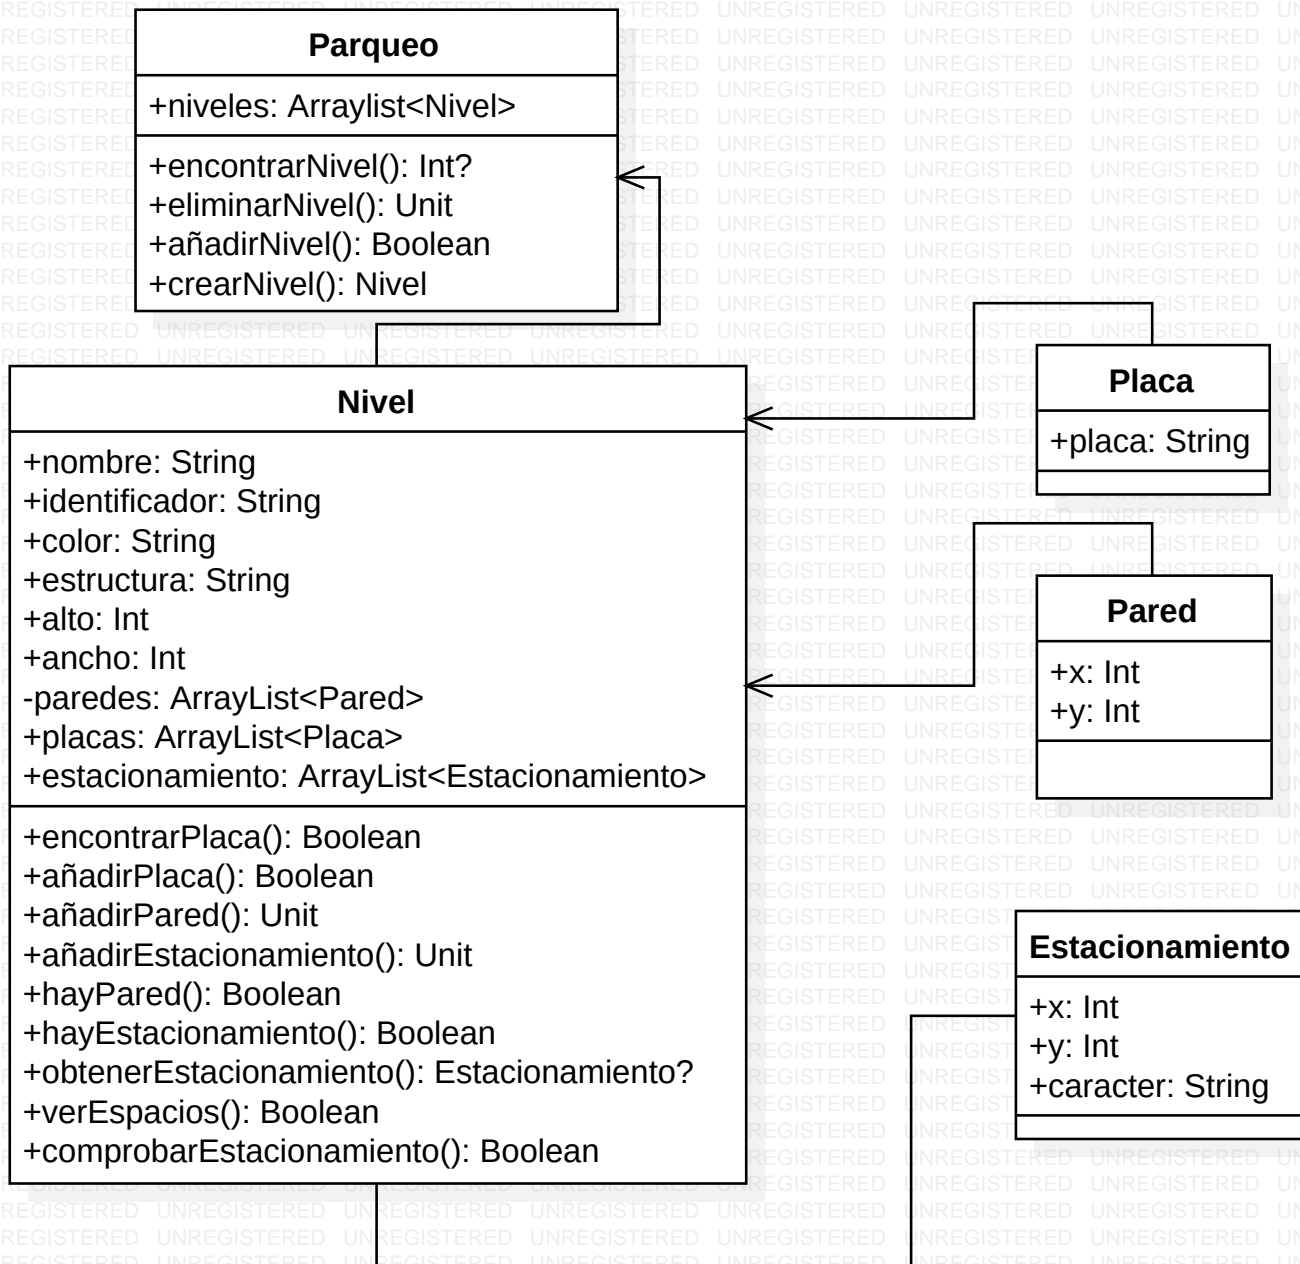 Parqueo
+niveles: Arraylist<Nivel>
+encontrarNivel(): Int?
+eliminarNivel(): Unit
+añadirNivel(): Boolean
+crearNivel(): Nivel
Nivel
+nombre: String
+identificador: String
+color: String
+estructura: String
+alto: Int
+ancho: Int
-paredes: ArrayList<Pared>
+placas: ArrayList<Placa>
+estacionamiento: ArrayList<Estacionamiento>
+encontrarPlaca(): Boolean
+añadirPlaca(): Boolean
+añadirPared(): Unit
+añadirEstacionamiento(): Unit
+hayPared(): Boolean
+hayEstacionamiento(): Boolean
+obtenerEstacionamiento(): Estacionamiento?
+verEspacios(): Boolean
+comprobarEstacionamiento(): Boolean
Placa
+placa: String
Pared
+x: Int
+y: Int
Estacionamiento
+x: Int
+y: Int
+caracter: String
UNREGISTERED